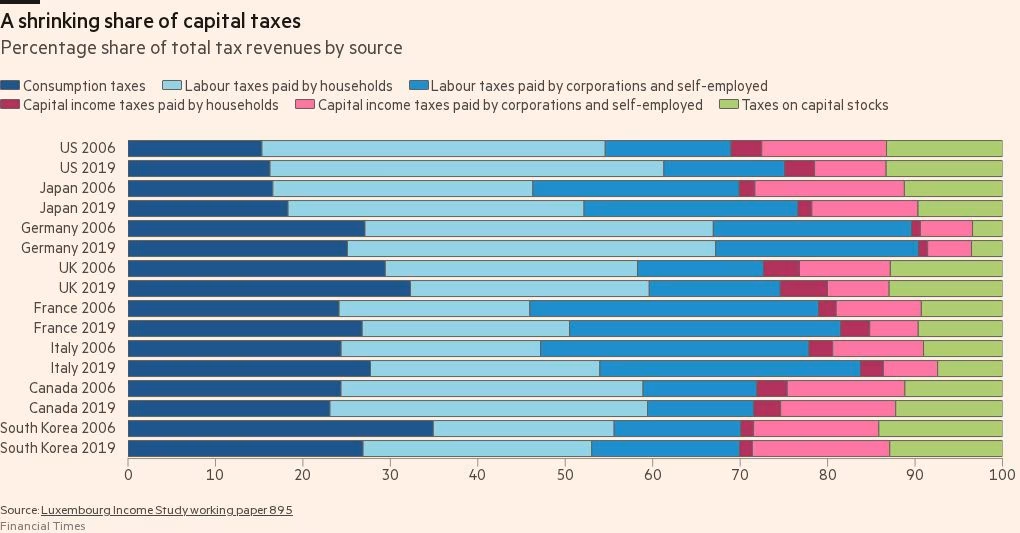 A shrinking share of capital taxes
Percentage share of total tax revenues by source
Consumption taxes Labour taxes paid by households Labour taxes paid by corporations and self-employed
Capital income taxes paid by households Capital income taxes paid by corporations and self-employed Taxes on capital stocks
US 2006
US 2019
Japan 2006
Japan 2019
Germany 2006
Germany 2019
UK 2006
UK 2019
France 2006
France 2019
Italy 2006
Italy 2019
Canada 2006
Canada 2019
South Korea 2006
South Korea 2019
0 10 20 30 40 50 60 70 80 90 100
Source: Luxembourg Income Study working paper 895
Financial Times